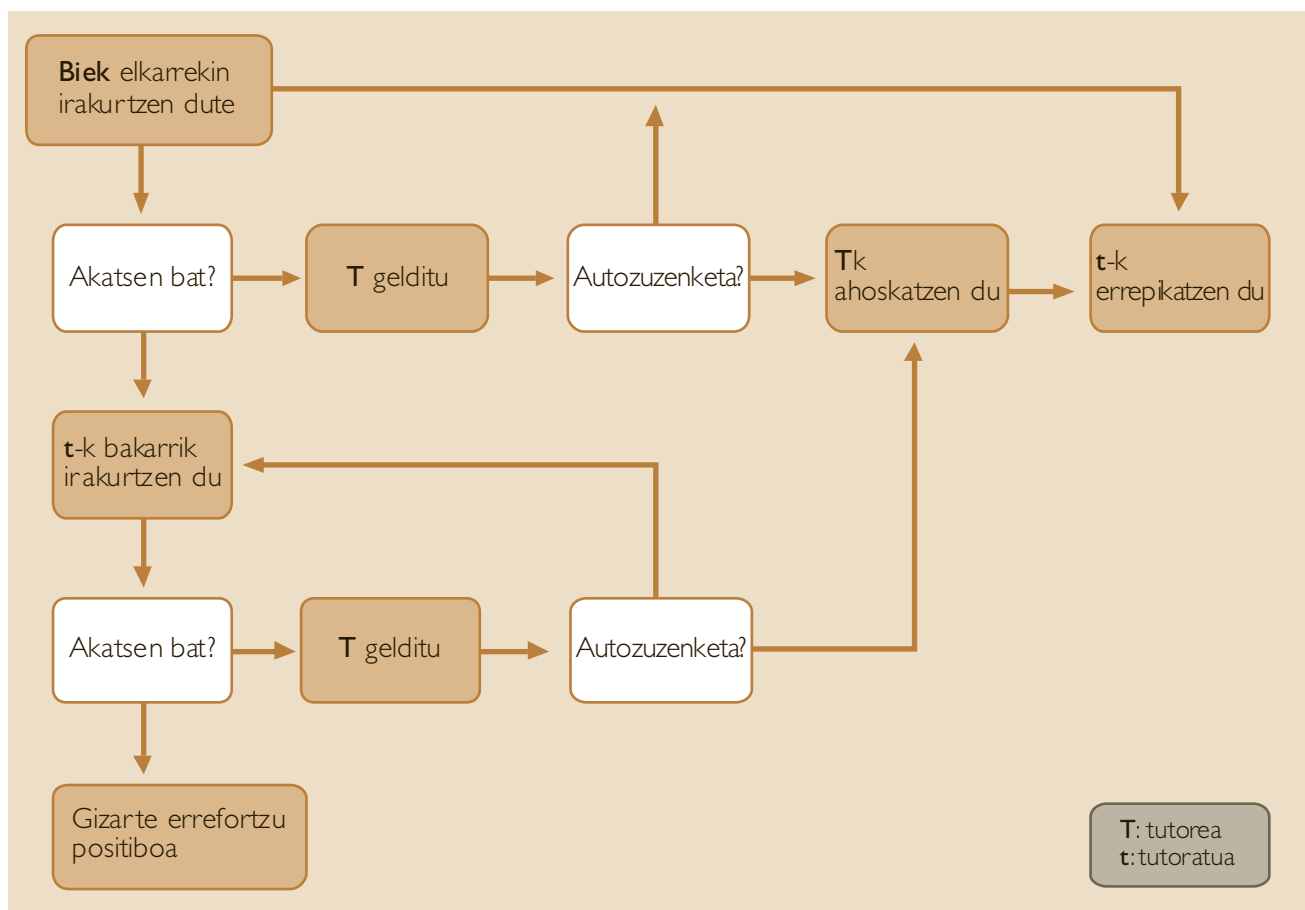 Biek elkarrekin
irakurtzen dute
Akatsen bat?
T gelditu
Autozuzenketa?
Tk
ahoskatzen du
t-k
errepikatzen du
t-k bakarrik
irakurtzen du
Akatsen bat?
T gelditu
Autozuzenketa?
Gizarte errefortzu
positiboa
T: tutorea
t: tutoratua